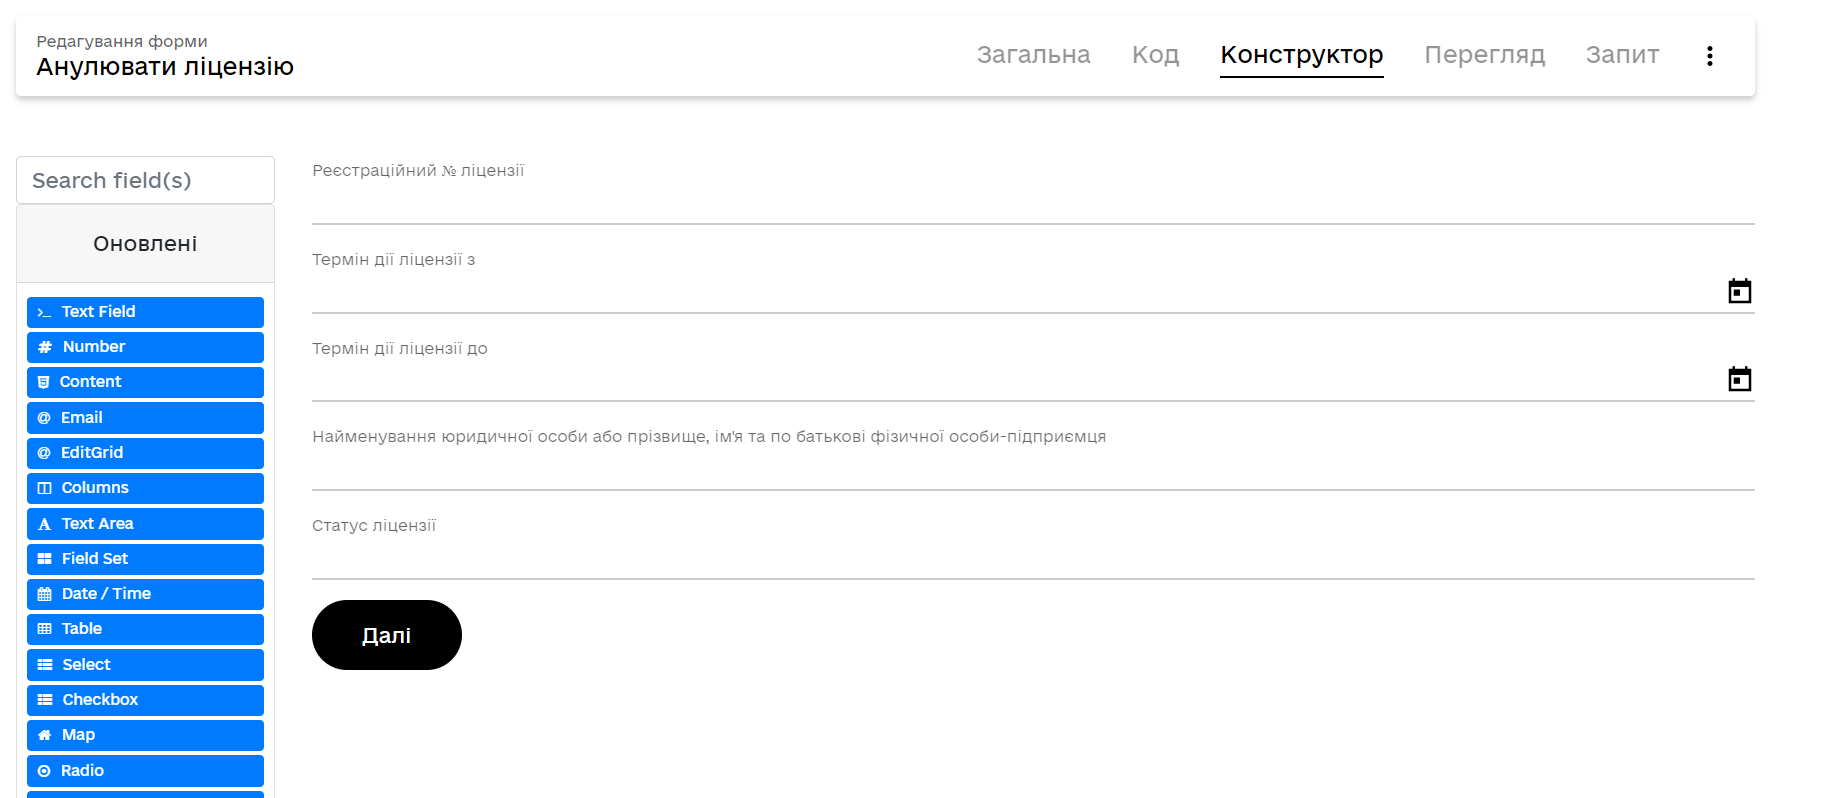 Редагування форми
Анулювати ліцензію
Загальна Код Конструктор Перегляд Запит
Search field(s)
Оновлені
Text Field
Number
Content
Email
EditGrid
Columns
Text Area
Field Set
Date / Time
Table
Select
Checkbox
Map
Radio
Реєстраційний № ліцензії
Термін дії ліцензії з
Термін дії ліцензії до
Найменування юридичної особи або прізвище, ім'я та по батькові фізичної особи-підприємця
Статус ліцензії
Далі